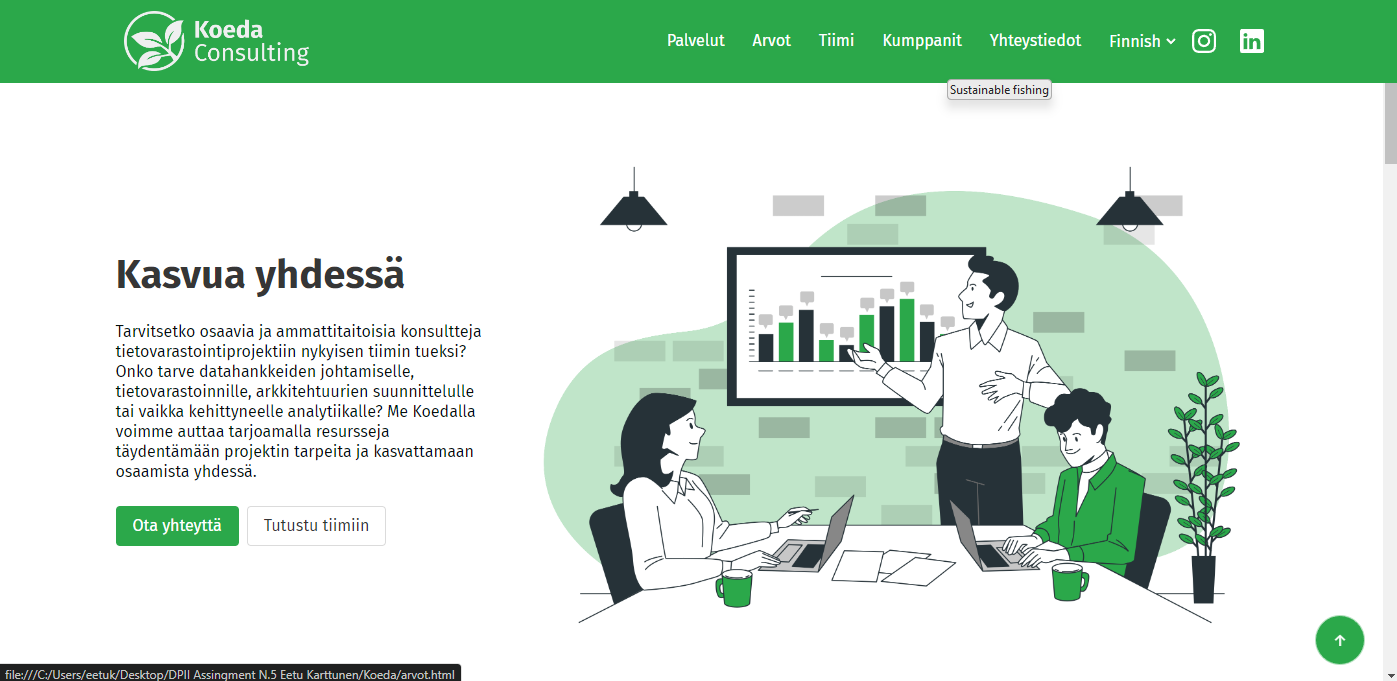 Koeda
Consulting
Palvelut
Arvot
Tiimi
Kumppanit
Yhteystiedot
Finnish
Sustainable fishing
Kasvua yhdessä
Tarvitsetko osaavia ja ammattitaitoisia konsultteja
tietovarastointiprojektiin nykyisen tiimin tueksi?
Onko tarve datahankkeiden johtamiselle,
tietovarastoinnille, arkkitehtuurien suunnittelulle
tai vaikka kehittyneelle analytiikalle? Me Koedalla
voimme auttaa tarjoamalla resursseja
täydentämään projektin tarpeita ja kasvattamaan
osaamista yhdessä.
Ota yhteyttä
Tutustu tiimiin
file:///C:/Users/eetuk/Desktop/DPII Assingment N.5 Eetu Karttunen/Koeda/arvot.html